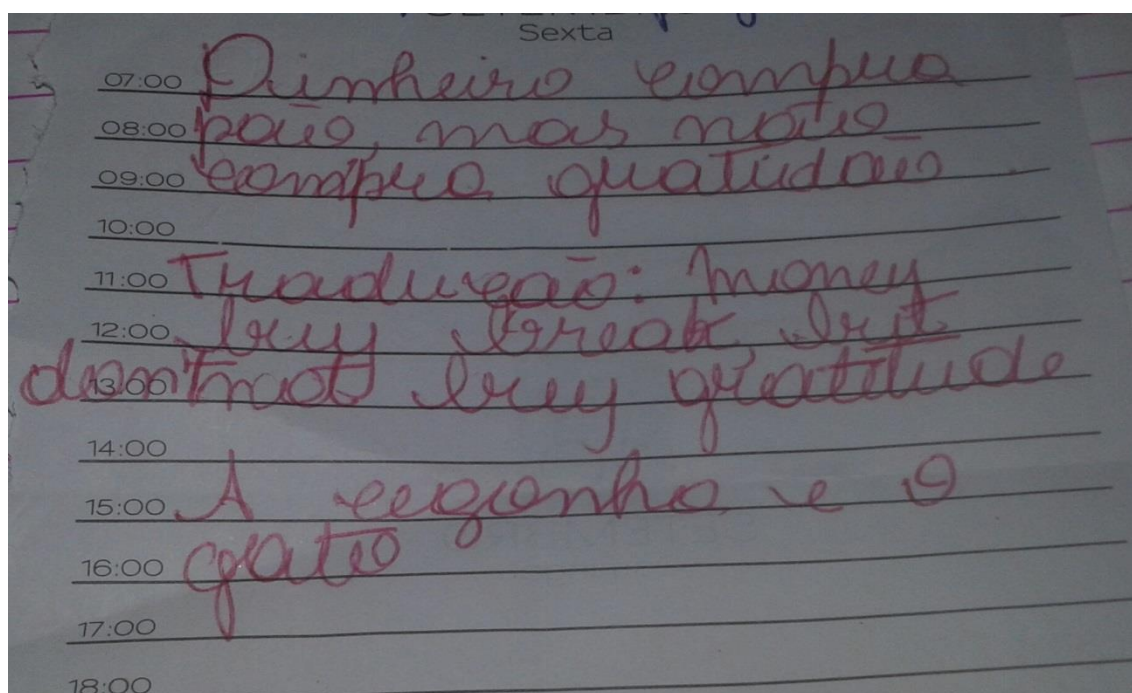 Sexta
07:00 Dinheiro compra
08:00 pão, mas não
09:00 compra gratidão
10:00
11:00 Tradução: money
12:00 buy break, but
13:00 buy gratitude
14:00
15:00 A cegonha e o
16:00 gato
17:00
18:00